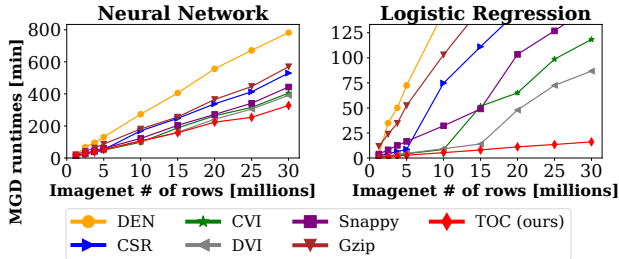 Neural Network
Logistic Regression
MGD runtimes [min]
800
600
400
200
0
0
5
10
15
20
25
30
Imagenet # of rows [millions]
125
100
75
50
25
0
0
5
10
15
20
25
30
Imagenet # of rows [millions]
DEN
CVI
Snappy
TOC (ours)
CSR
DVI
Gzip